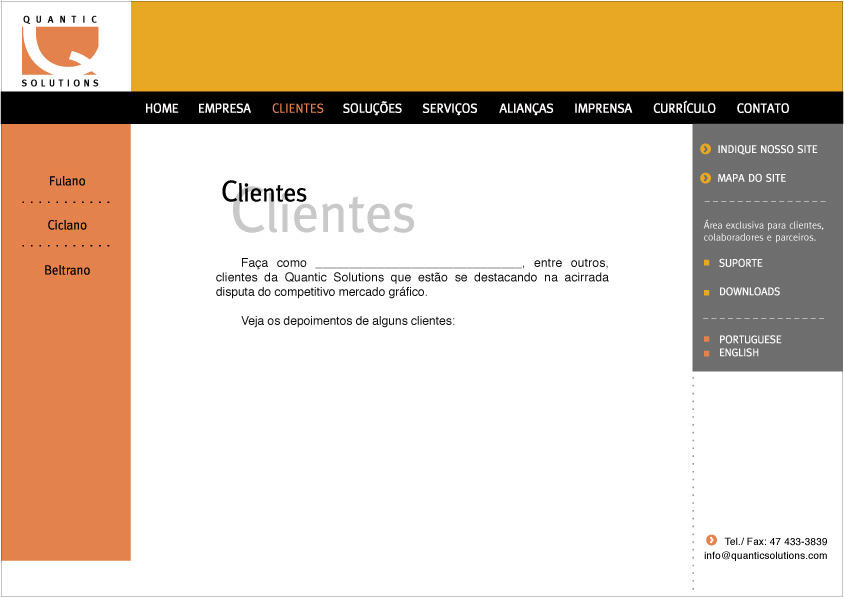 QUANTIC
SOLUTIONS
HOME EMPRESA CLIENTES SOLUÇÕES SERVIÇOS ALIANÇAS IMPRENSA CURRÍCULO CONTATO
Fulano
Ciclano
Beltrano
Clientes
Clientes
Faça como _______________________________, entre outros,
clientes da Quantic Solutions que estão se destacando na acirrada
disputa do competitivo mercado gráfico.
Veja os depoimentos de alguns clientes:
INDIQUE NOSSO SITE
MAPA DO SITE
Área exclusiva para clientes,
colaboradores e parceiros.
SUPORTE
DOWNLOADS
PORTUGUESE
ENGLISH
Tel./ Fax: 47 433-3839
info@quanticsolutions.com